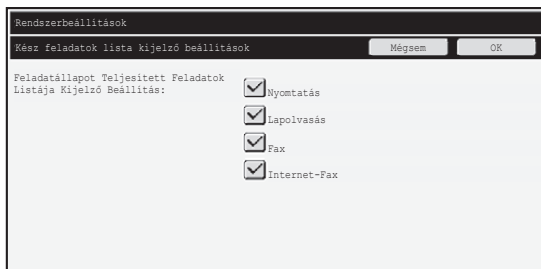 Rendszerbeállítások
Kész feladatok lista kijelző beállítások
Mégsem
OK
Feladatállapot Teljesített Feladatok
Listája Kijelző Beállítás:
Nyomtatás
Lapolvasás
Fax
Internet-Fax